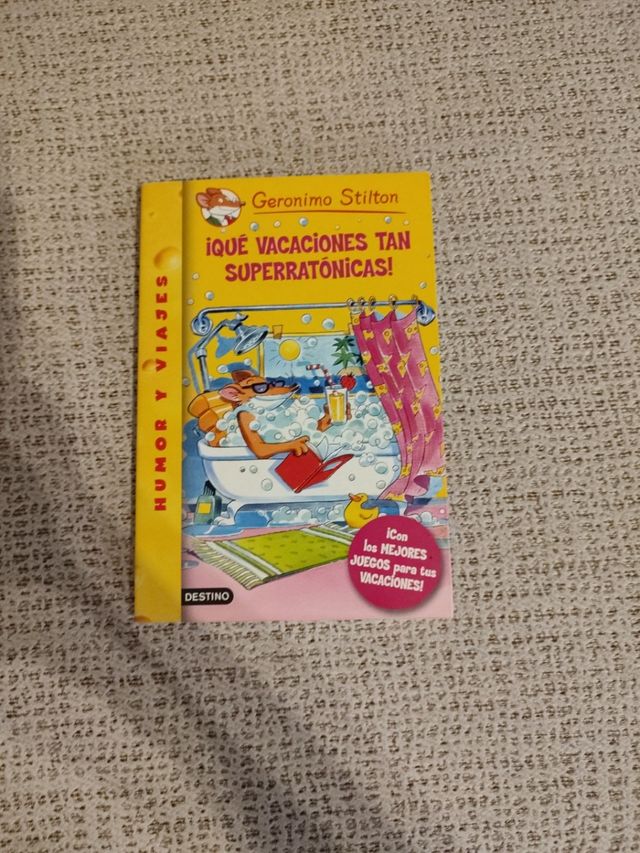 Geronimo Stilton
¡QUÉ VACACIONES TAN
SUPERRATÓNICAS!
HUMOR Y VIAJES
¡Con
los MEJORES
JUEGOS para tus
VACACIONES!
DESTINO